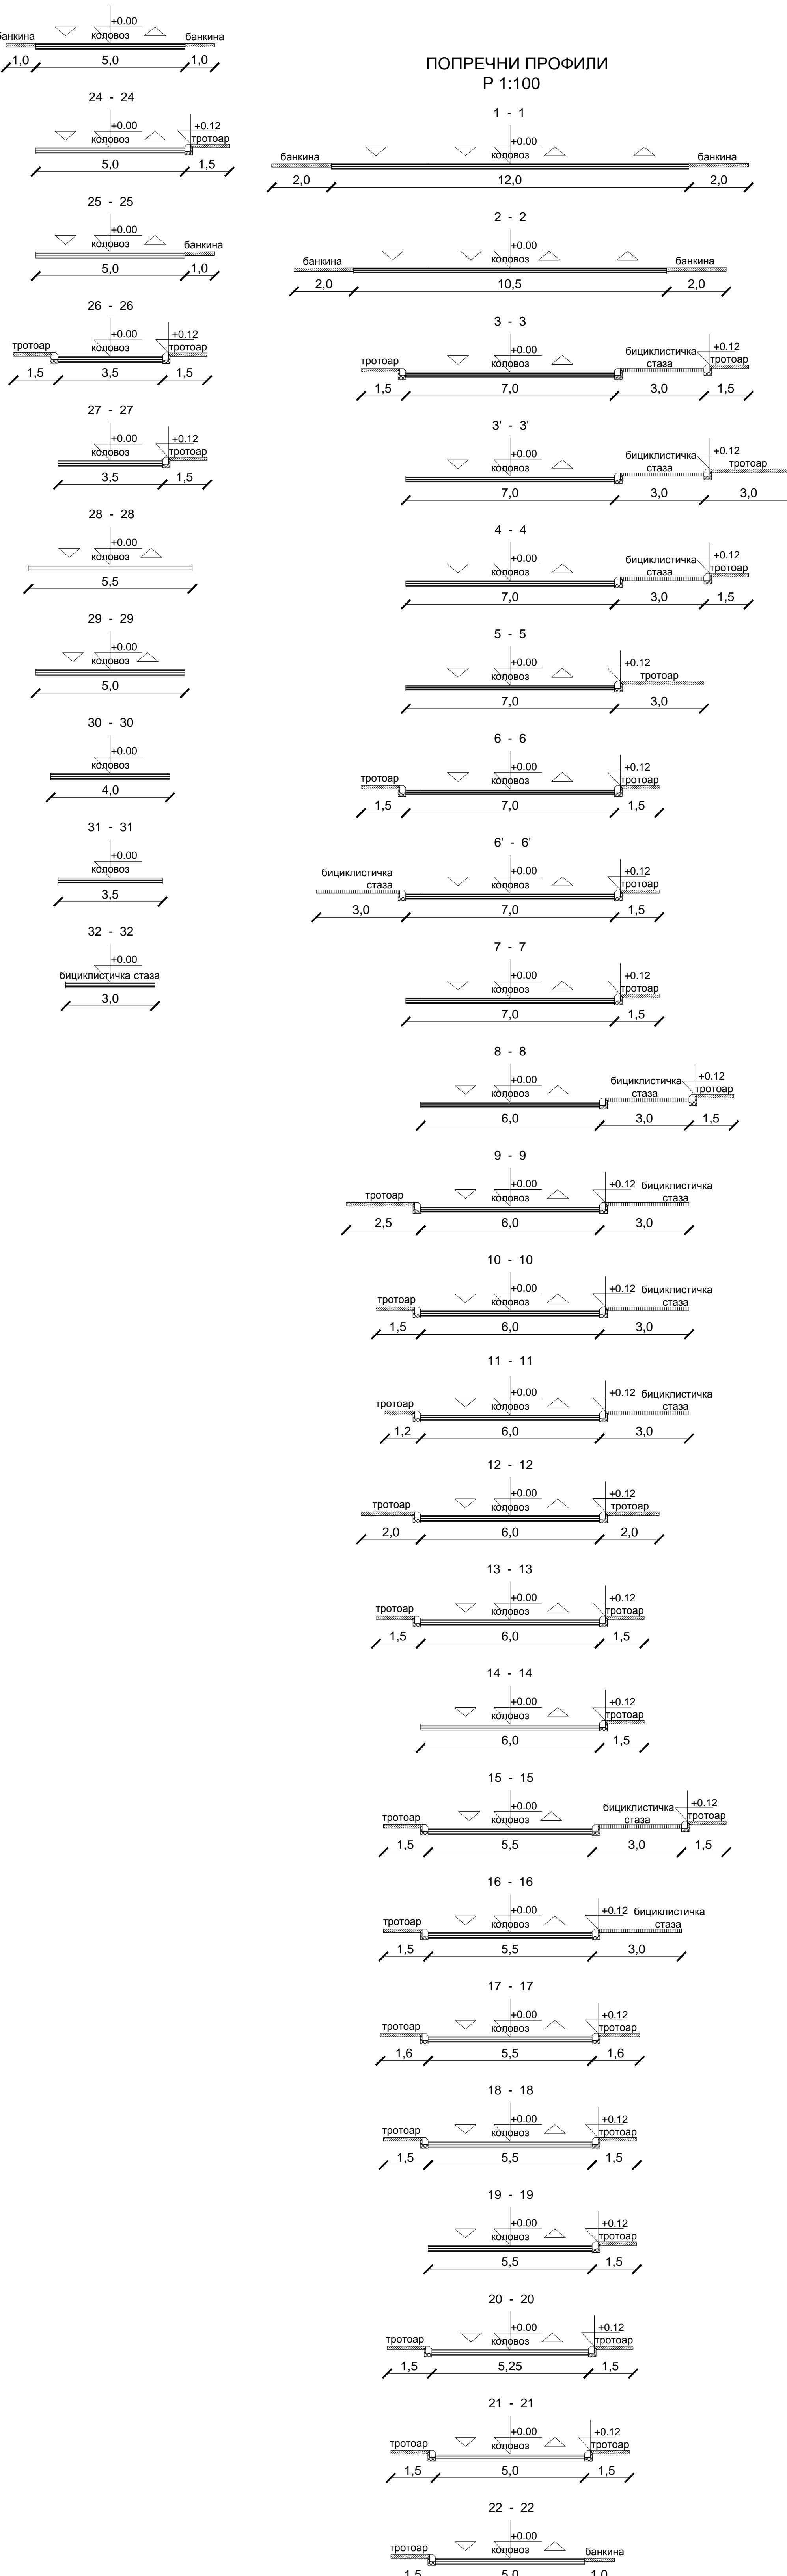 ПОПРЕЧНИ ПРОФИЛИ
Р 1:100
1 - 1
+0.00
банкина коловоз банкина
2,0 12,0 2,0
2 - 2
+0.00
банкина коловоз банкина
2,0 10,5 2,0
3 - 3
+0.00 +0.12
тротоар коловоз бициклистичка стаза тротоар
1,5 7,0 3,0 1,5
3' - 3'
+0.00 +0.12
коловоз бициклистичка стаза тротоар
7,0 3,0 3,0
4 - 4
+0.00 +0.12
коловоз бициклистичка стаза тротоар
7,0 3,0 1,5
5 - 5
+0.00 +0.12
коловоз тротоар
7,0 3,0
6 - 6
+0.00 +0.12
тротоар коловоз тротоар
1,5 7,0 1,5
6' - 6'
+0.00 +0.12
бициклистичка стаза коловоз тротоар
3,0 7,0 1,5
7 - 7
+0.00 +0.12
коловоз тротоар
7,0 1,5
8 - 8
+0.00 +0.12
коловоз бициклистичка стаза тротоар
6,0 3,0 1,5
9 - 9
+0.00 +0.12
тротоар коловоз бициклистичка стаза
2,5 6,0 3,0
10 - 10
+0.00 +0.12
тротоар коловоз бициклистичка стаза
1,5 6,0 3,0
11 - 11
+0.00 +0.12
тротоар коловоз бициклистичка стаза
1,2 6,0 3,0
12 - 12
+0.00 +0.12
тротоар коловоз тротоар
2,0 6,0 2,0
13 - 13
+0.00 +0.12
тротоар коловоз тротоар
1,5 6,0 1,5
14 - 14
+0.00 +0.12
коловоз тротоар
6,0 1,5
15 - 15
+0.00 +0.12
тротоар коловоз бициклистичка стаза тротоар
1,5 5,5 3,0 1,5
16 - 16
+0.00 +0.12
тротоар коловоз бициклистичка стаза
1,5 5,5 3,0
17 - 17
+0.00 +0.12
тротоар коловоз тротоар
1,6 5,5 1,6
18 - 18
+0.00 +0.12
тротоар коловоз тротоар
1,5 5,5 1,5
19 - 19
+0.00 +0.12
коловоз тротоар
5,5 1,5
20 - 20
+0.00 +0.12
тротоар коловоз тротоар
1,5 5,25 1,5
21 - 21
+0.00 +0.12
тротоар коловоз тротоар
1,5 5,0 1,5
22 - 22
+0.00
тротоар коловоз банкина
1,5 5,0 1,0
+0.00
банкина коловоз банкина
1,0 5,0 1,0
24 - 24
+0.00 +0.12
коловоз тротоар
5,0 1,5
25 - 25
+0.00
коловоз банкина
5,0 1,0
26 - 26
+0.00 +0.12
тротоар коловоз тротоар
1,5 3,5 1,5
27 - 27
+0.00 +0.12
коловоз тротоар
3,5 1,5
28 - 28
+0.00
коловоз
5,5
29 - 29
+0.00
коловоз
5,0
30 - 30
+0.00
коловоз
4,0
31 - 31
+0.00
коловоз
3,5
32 - 32
+0.00
бициклистичка стаза
3,0